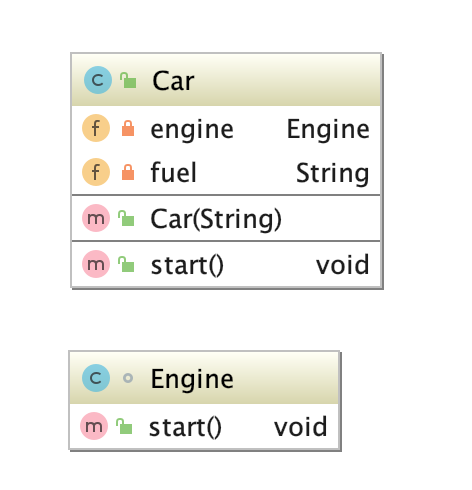 C Car
f engine Engine
f fuel String
m Car(String)
m start() void
C Engine
m start() void